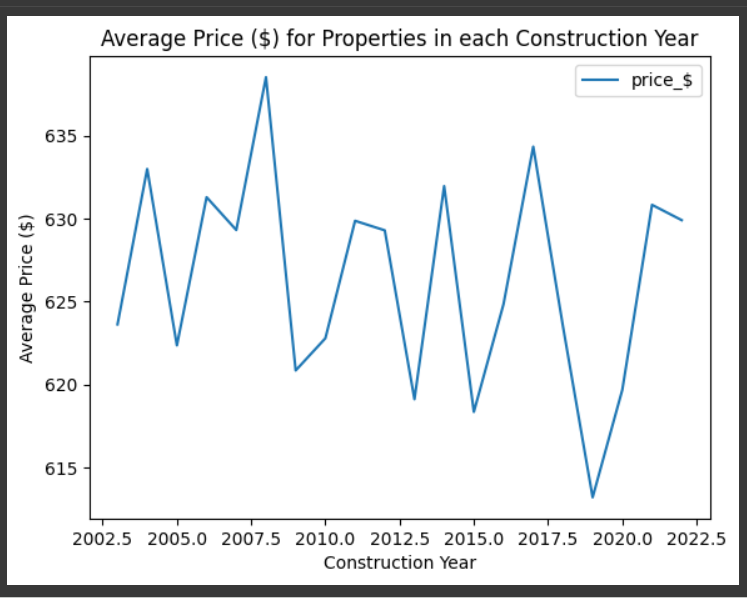 Average Price ($) for Properties in each Construction Year
price_$
Average Price ($)
635
630
625
620
615
2002.5 2005.0 2007.5 2010.0 2012.5 2015.0 2017.5 2020.0 2022.5
Construction Year